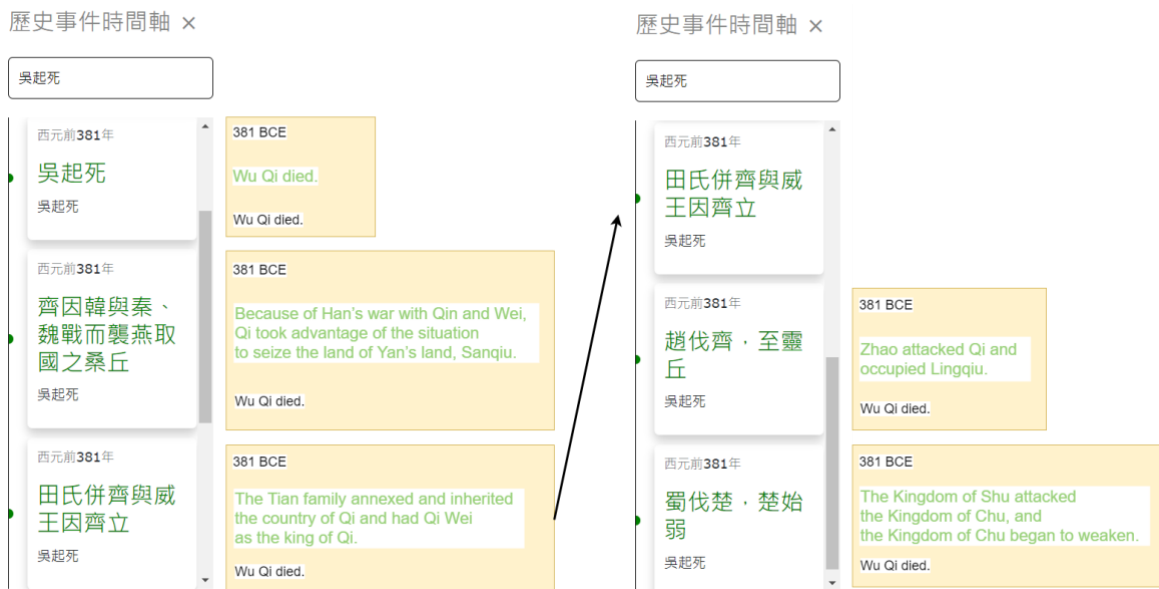 歷史事件時間軸 ×
吳起死
西元前381年
吳起死
吳起死
381 BCE
Wu Qi died.
Wu Qi died.
西元前381年
齊因韓與秦、
魏戰而襲燕取
國之桑丘
吳起死
381 BCE
Because of Han's war with Qin and Wei,
Qi took advantage of the situation
to seize the land of Yan's land, Sanqiu.
Wu Qi died.
西元前381年
田氏併齊與威
王因齊立
吳起死
381 BCE
The Tian family annexed and inherited
the country of Qi and had Qi Wei
as the king of Qi.
Wu Qi died.
歷史事件時間軸 ×
吳起死
西元前381年
田氏併齊與威
王因齊立
吳起死
西元前381年
趙伐齊，至靈
丘
吳起死
381 BCE
Zhao attacked Qi and
occupied Lingqiu.
Wu Qi died.
西元前381年
蜀伐楚，楚始
弱
吳起死
381 BCE
The Kingdom of Shu attacked
the Kingdom of Chu, and
the Kingdom of Chu began to weaken.
Wu Qi died.